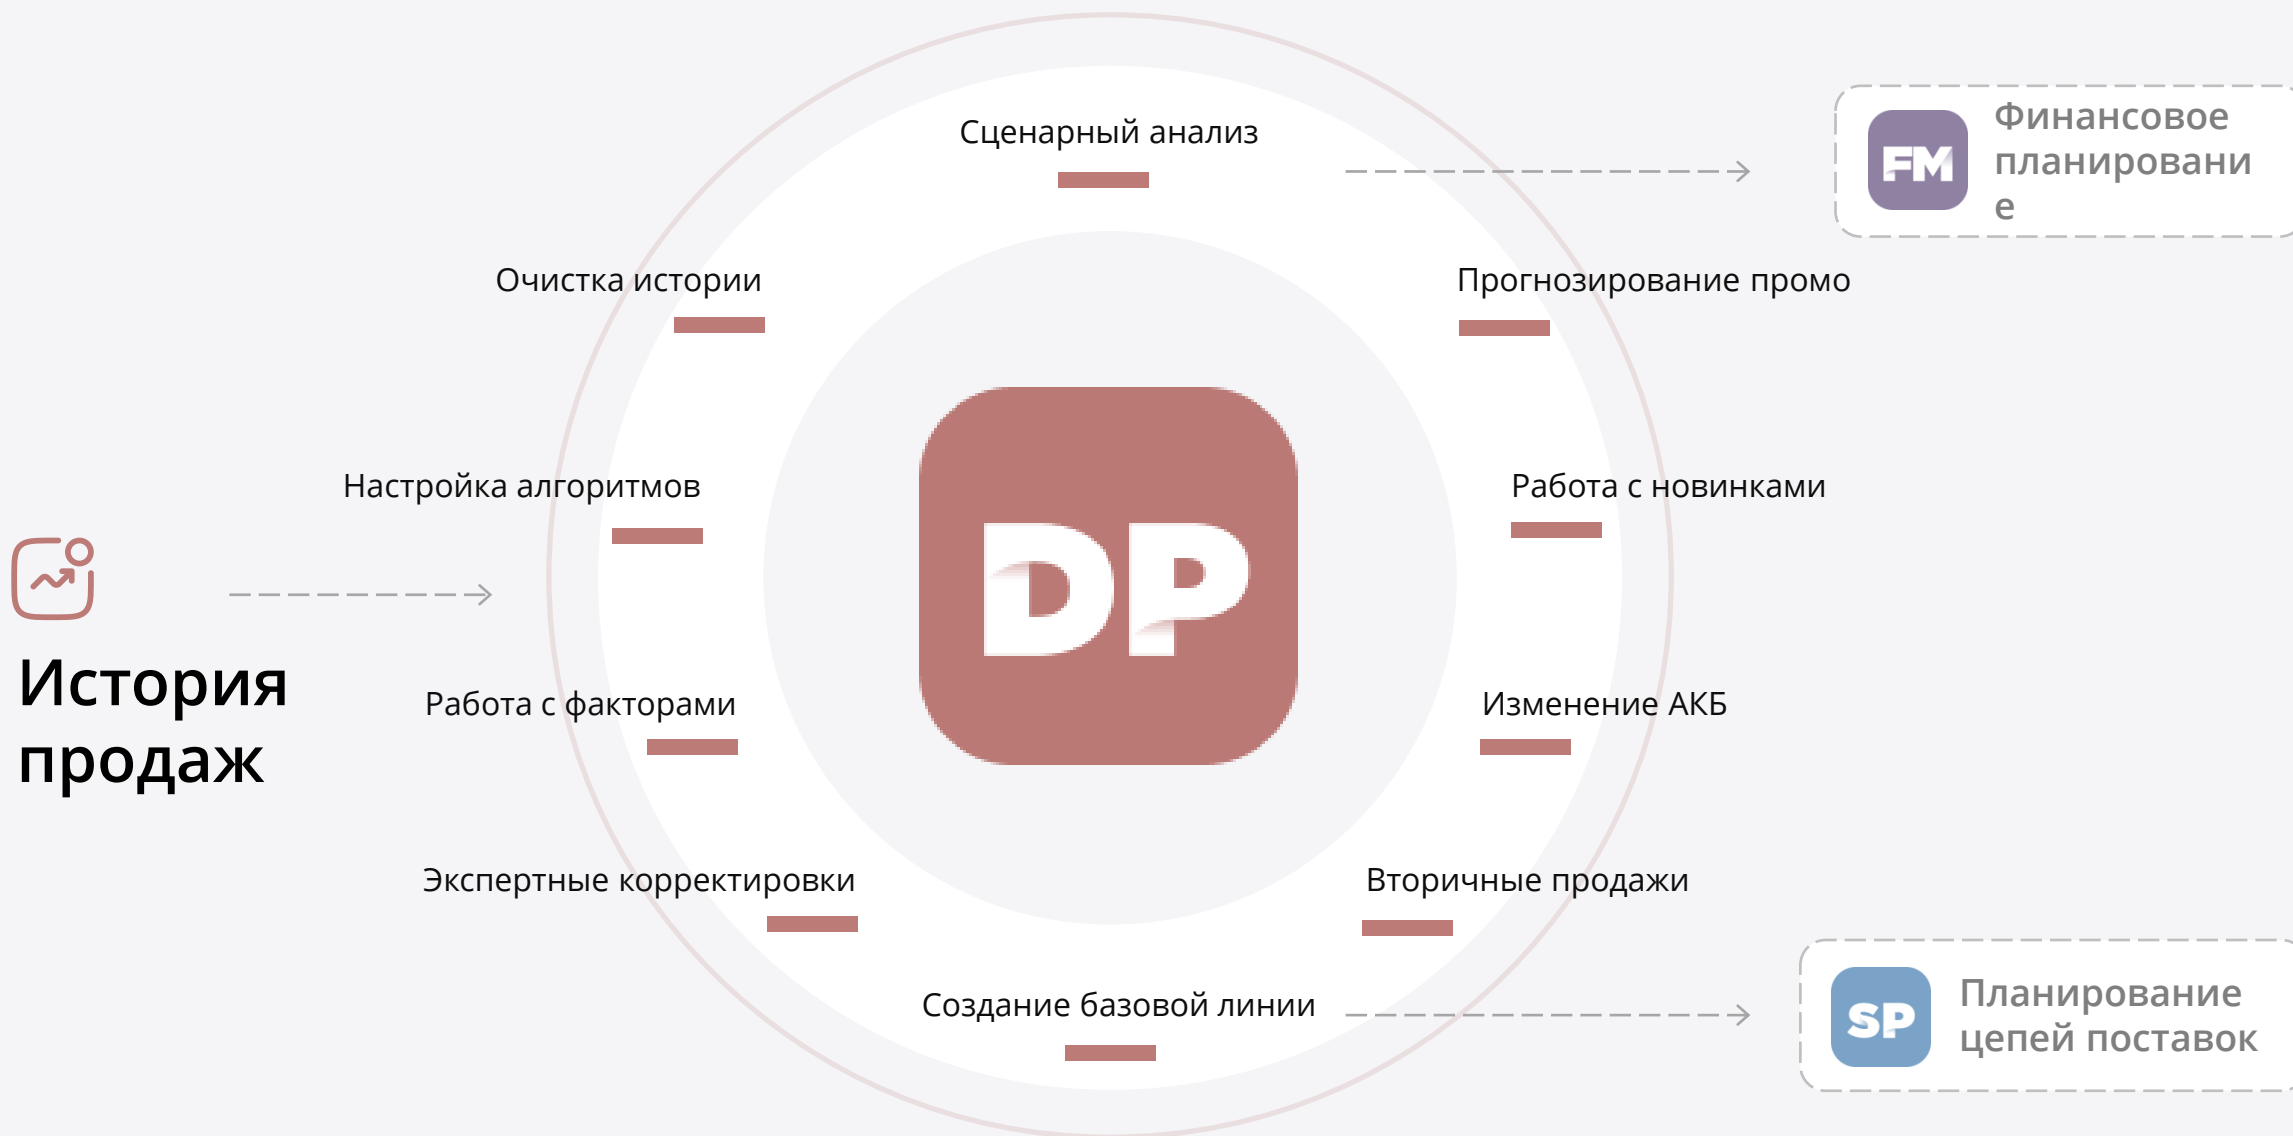 Сценарный анализ
FM
Финансовое
планировани
е
Очистка истории
Прогнозирование промо
Настройка алгоритмов
Работа с новинками
DP
История
продаж
Работа с факторами
Изменение АКБ
Экспертные корректировки
Вторичные продажи
Создание базовой линии
SP
Планирование
цепей поставок